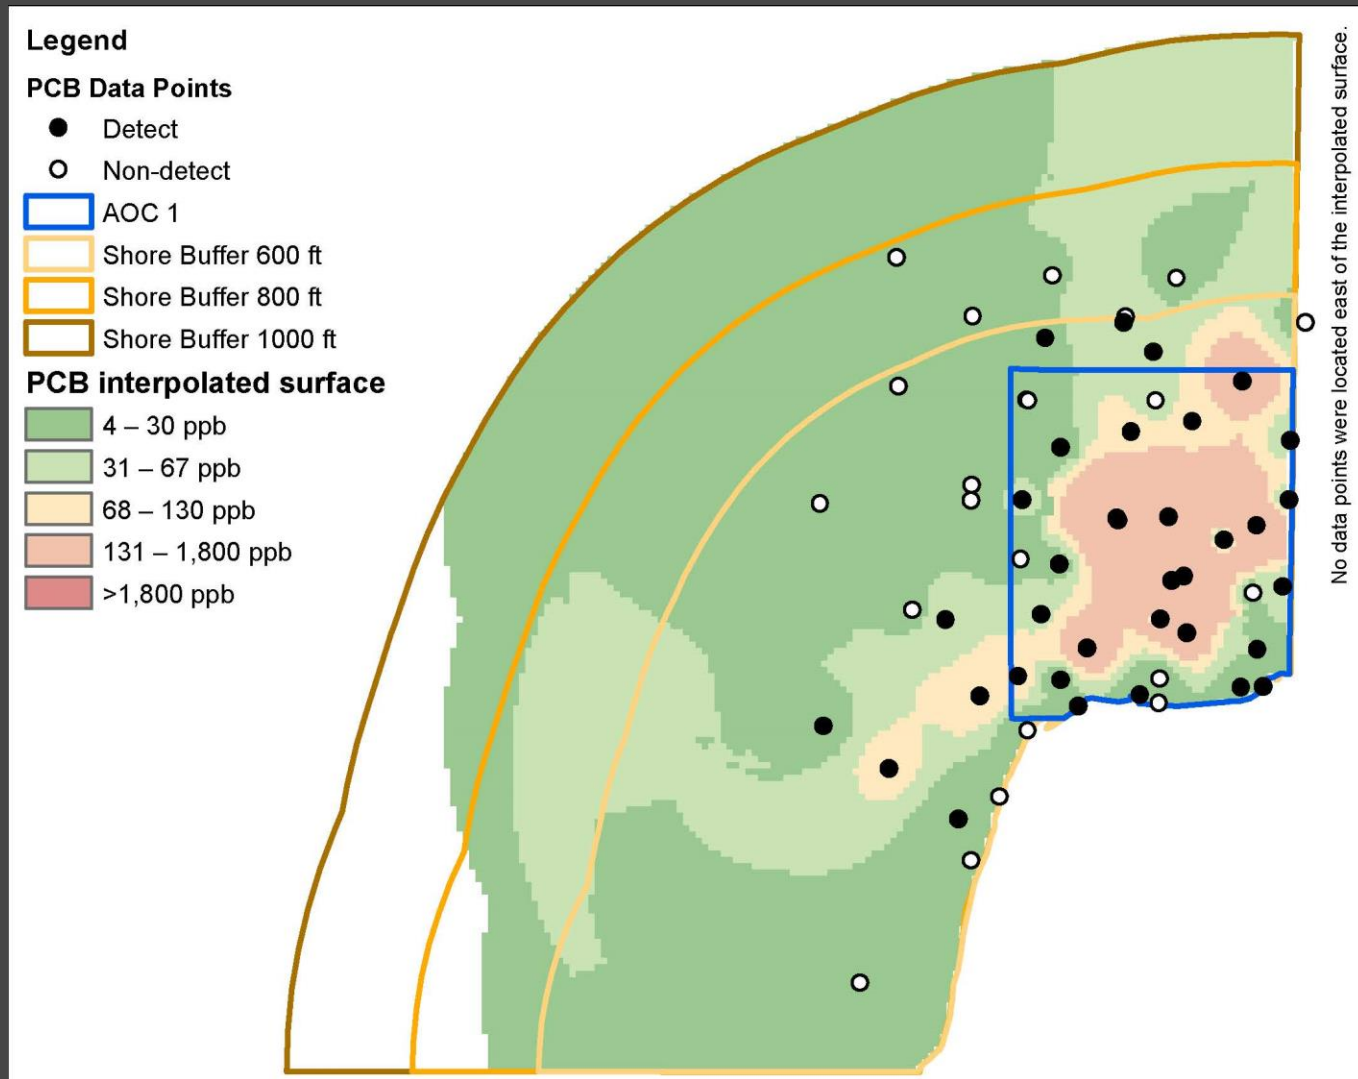 Legend
PCB Data Points
Detect
Non-detect
AOC 1
Shore Buffer 600 ft
Shore Buffer 800 ft
Shore Buffer 1000 ft
PCB interpolated surface
4 – 30 ppb
31 – 67 ppb
68 – 130 ppb
131 – 1,800 ppb
>1,800 ppb
No data points were located east of the interpolated surface.